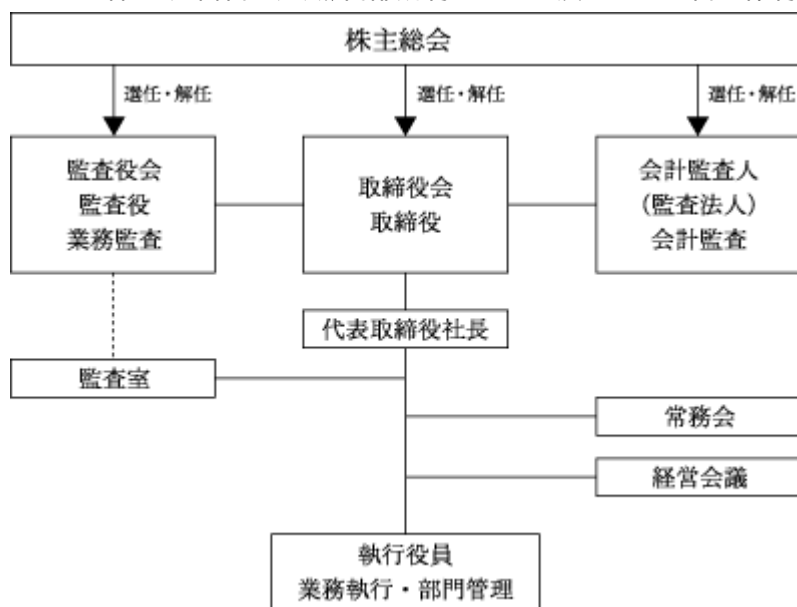 株主総会
選任・解任
選任・解任
選任・解任
監査役会
監査役
業務監査
取締役会
取締役
会計監査人
(監査法人)
会計監査
代表取締役社長
監査室
常務会
経営会議
執行役員
業務執行・部門管理